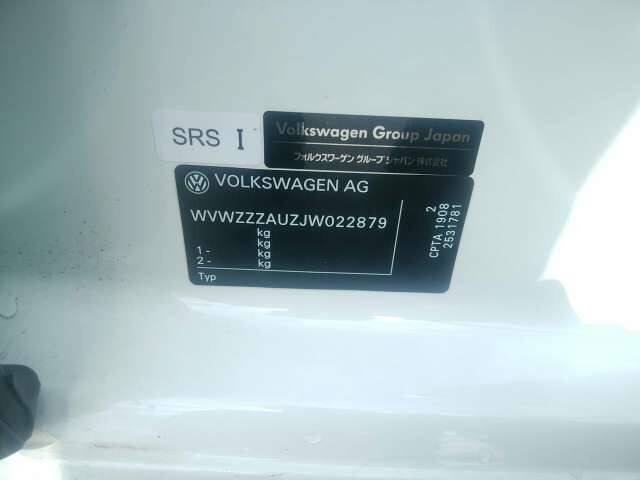 SRS I
Volkswagen Group Japan
フォルクスワーゲン グループ ジャパン 株式会社
VOLKSWAGEN AG
WVWZZZAUZJW022879
kg
kg
1 - kg
2 - kg
Typ
2
CPTA 1908
2531781